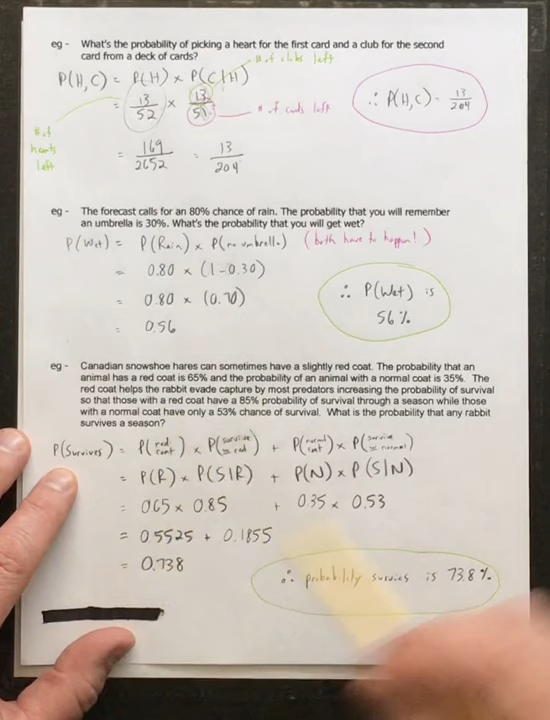 eg - What's the probability of picking a heart for the first card and a club for the second
card from a deck of cards?
# of clubs left
P(H,C) = P(H) × P(C|H)
= 13/52 × 13/51
# of cards left
# of
hearts
left
= 169/2652 = 13/204
∴ P(H,C) = 13/204
eg - The forecast calls for an 80% chance of rain. The probability that you will remember
an umbrella is 30%. What's the probability that you will get wet?
P(Wet) = P(Rain) × P(no umbrella) (both have to happen!)
= 0.80 × (1-0.30)
= 0.80 × (0.70)
= 0.56
∴ P(Wet) is
56%
eg - Canadian snowshoe hares can sometimes have a slightly red coat. The probability that an
animal has a red coat is 65% and the probability of an animal with a normal coat is 35%. The
red coat helps the rabbit evade capture by most predators increasing the probability of survival
so that those with a red coat have a 85% probability of survival through a season while those
with a normal coat have only a 53% chance of survival. What is the probability that any rabbit
survives a season?
P(Survives) = P(red coat) × P(survive red) + P(normal coat) × P(survive normal)
= P(R) × P(S|R) + P(N) × P(S|N)
= 0.65 × 0.85 + 0.35 × 0.53
= 0.5525 + 0.1855
= 0.738
∴ probability survives is 73.8%